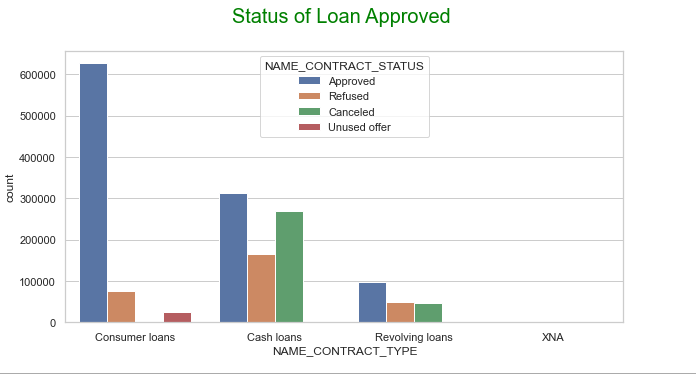 Status of Loan Approved
NAME_CONTRACT_STATUS
Approved
Refused
Canceled
Unused offer
600000
500000
400000
300000
200000
100000
0
count
Consumer loans
Cash loans
Revolving loans
XNA
NAME_CONTRACT_TYPE